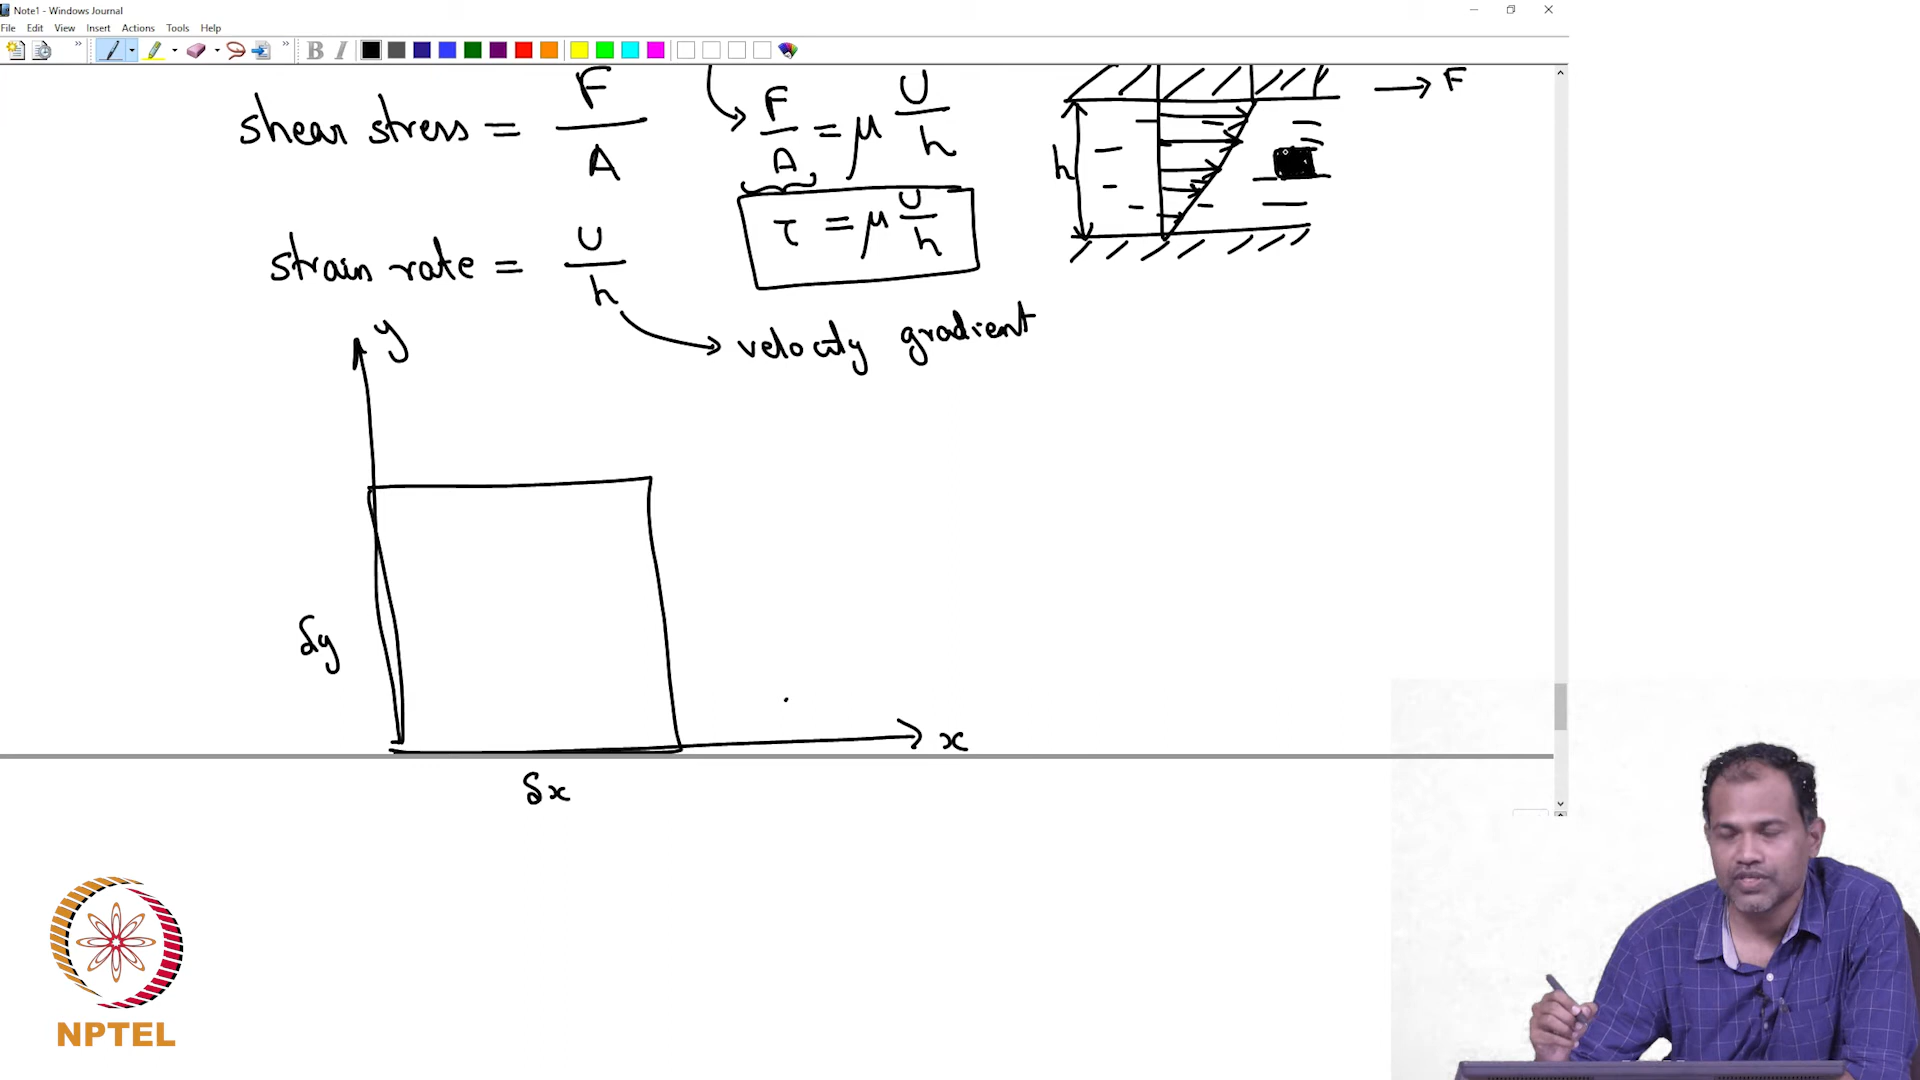 Note1 - Windows Journal
File Edit View Insert Actions Tools Help
B I
shear stress = F/A
F/A = μ U/h
τ = μ U/h
→ F
h
strain rate = U/h
→ velocity gradient
y
δy
x
δx
NPTEL